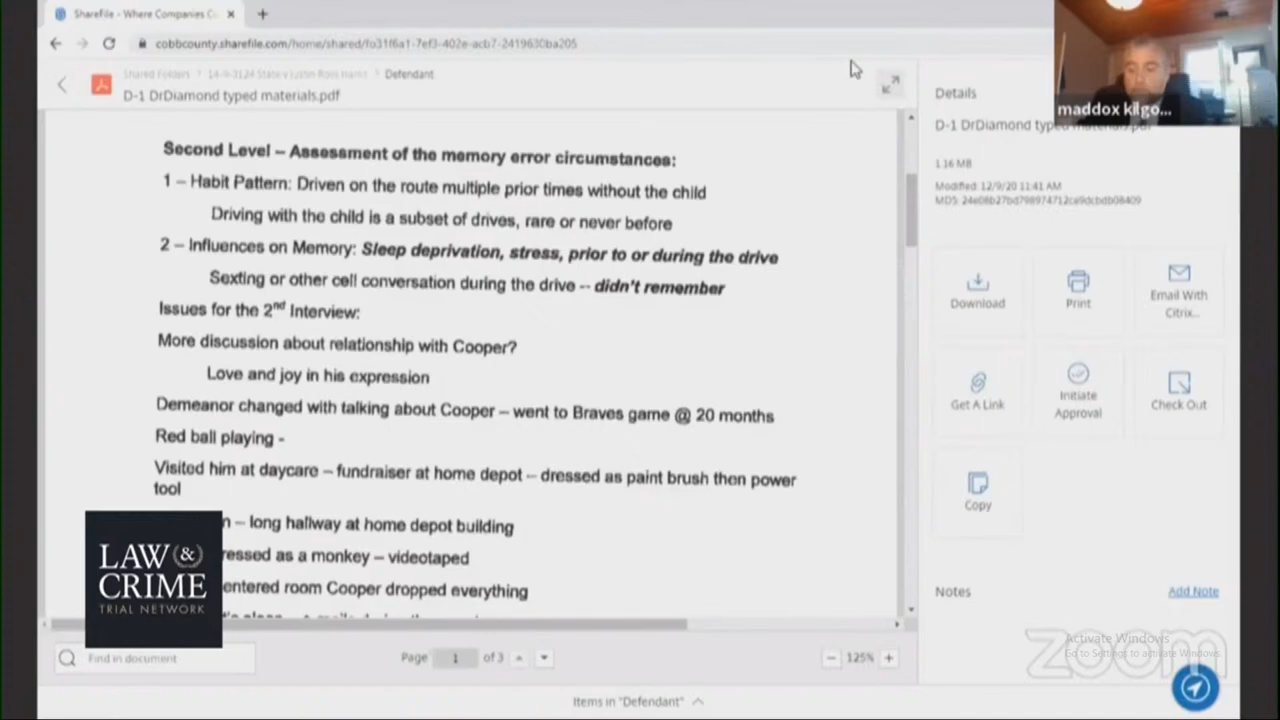 ShareFile - Where Companies Co
cobbcounty.sharefile.com/home/shared/fo31f6a1-7ef3-402e-acb7-2419630ba205
Shared Folders > 14-9-3124 State v Justin Ross Harris > Defendant
D-1 DrDiamond typed materials.pdf
maddox kilgo...
Second Level – Assessment of the memory error circumstances:
1 – Habit Pattern: Driven on the route multiple prior times without the child
Driving with the child is a subset of drives, rare or never before
2 – Influences on Memory: Sleep deprivation, stress, prior to or during the drive
Sexting or other cell conversation during the drive -- didn't remember
Issues for the 2nd Interview:
More discussion about relationship with Cooper?
Love and joy in his expression
Demeanor changed with talking about Cooper – went to Braves game @ 20 months
Red ball playing -
Visited him at daycare – fundraiser at home depot – dressed as paint brush then power
tool
n – long hallway at home depot building
ressed as a monkey – videotaped
entered room Cooper dropped everything
LAW &
CRIME
TRIAL NETWORK
Find in document
Page 1 of 3
125%
Items in "Defendant"
Details
D-1 DrDiamond typed materials.pdf
1.16 MB
Modified: 12/9/20 11:41 AM
Download
Print
Email With
Citrix...
Get A Link
Initiate
Approval
Check Out
Copy
Notes
Add Note
Activate Windows
Go to Settings to activate Windows.
zoom